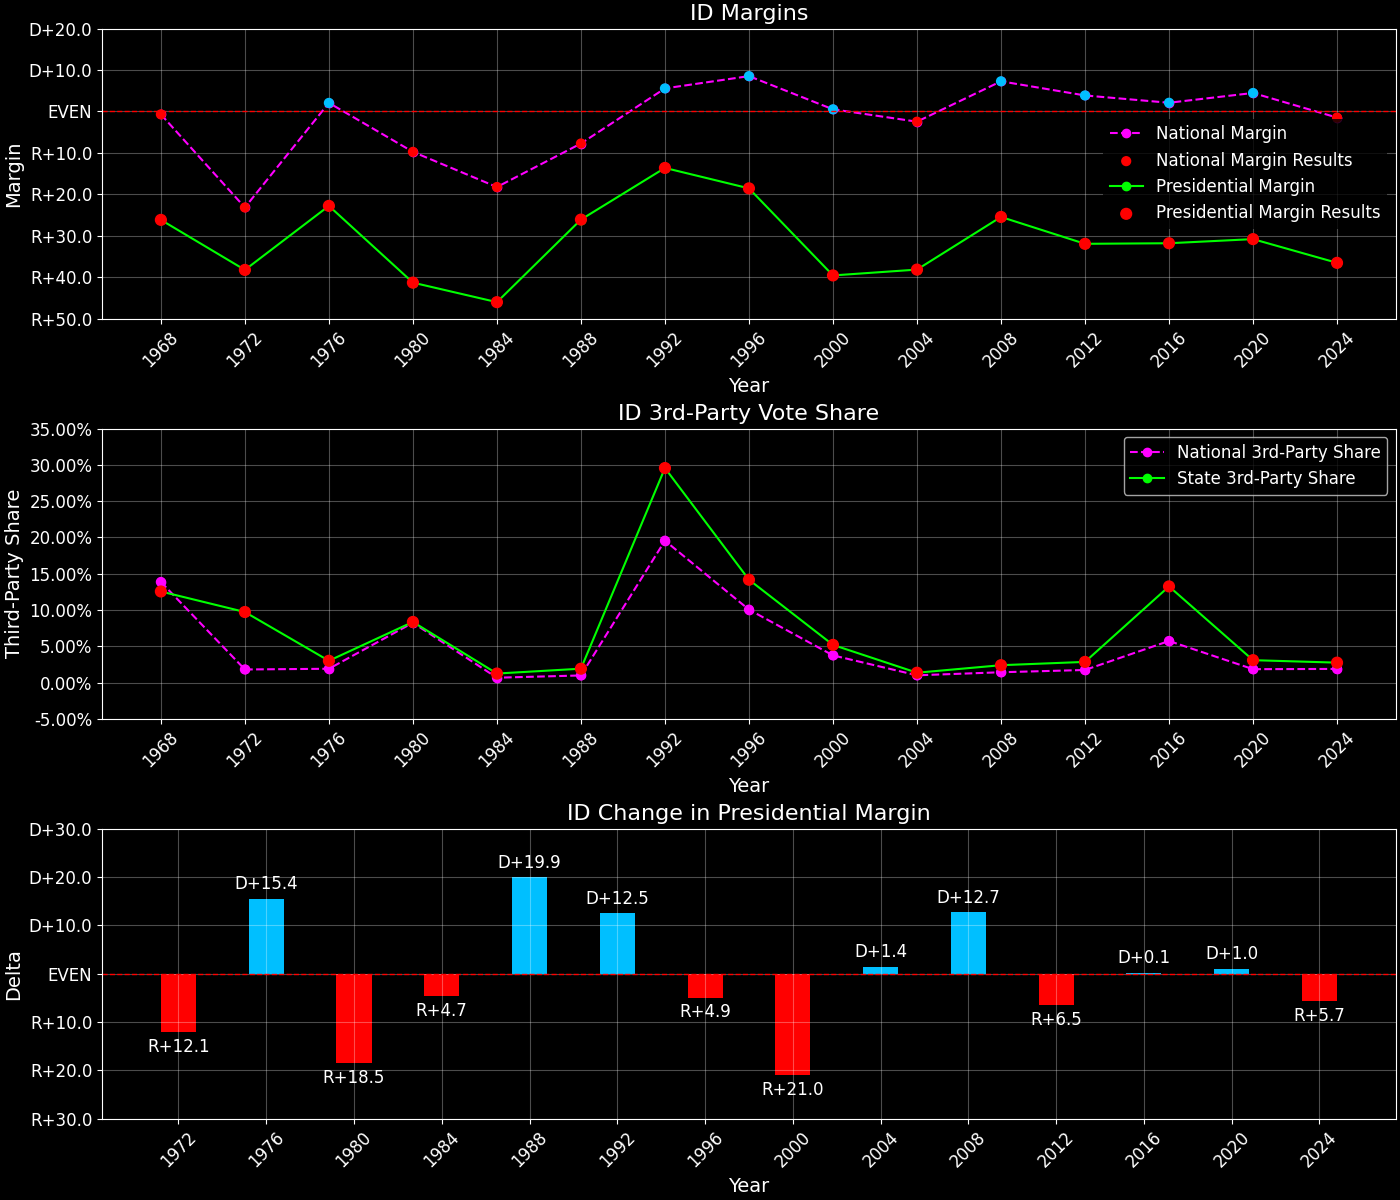 ID Margins
D+20.0
D+10.0
EVEN
R+10.0
R+20.0
R+30.0
R+40.0
R+50.0
Margin
National Margin
National Margin Results
Presidential Margin
Presidential Margin Results
1968 1972 1976 1980 1984 1988 1992 1996 2000 2004 2008 2012 2016 2020 2024
Year
ID 3rd-Party Vote Share
35.00%
30.00%
25.00%
20.00%
15.00%
10.00%
5.00%
0.00%
-5.00%
Third-Party Share
National 3rd-Party Share
State 3rd-Party Share
1968 1972 1976 1980 1984 1988 1992 1996 2000 2004 2008 2012 2016 2020 2024
Year
ID Change in Presidential Margin
D+30.0
D+20.0
D+10.0
EVEN
R+10.0
R+20.0
R+30.0
Delta
R+12.1
D+15.4
R+18.5
R+4.7
D+19.9
D+12.5
R+4.9
R+21.0
D+1.4
D+12.7
R+6.5
D+0.1
D+1.0
R+5.7
1972 1976 1980 1984 1988 1992 1996 2000 2004 2008 2012 2016 2020 2024
Year